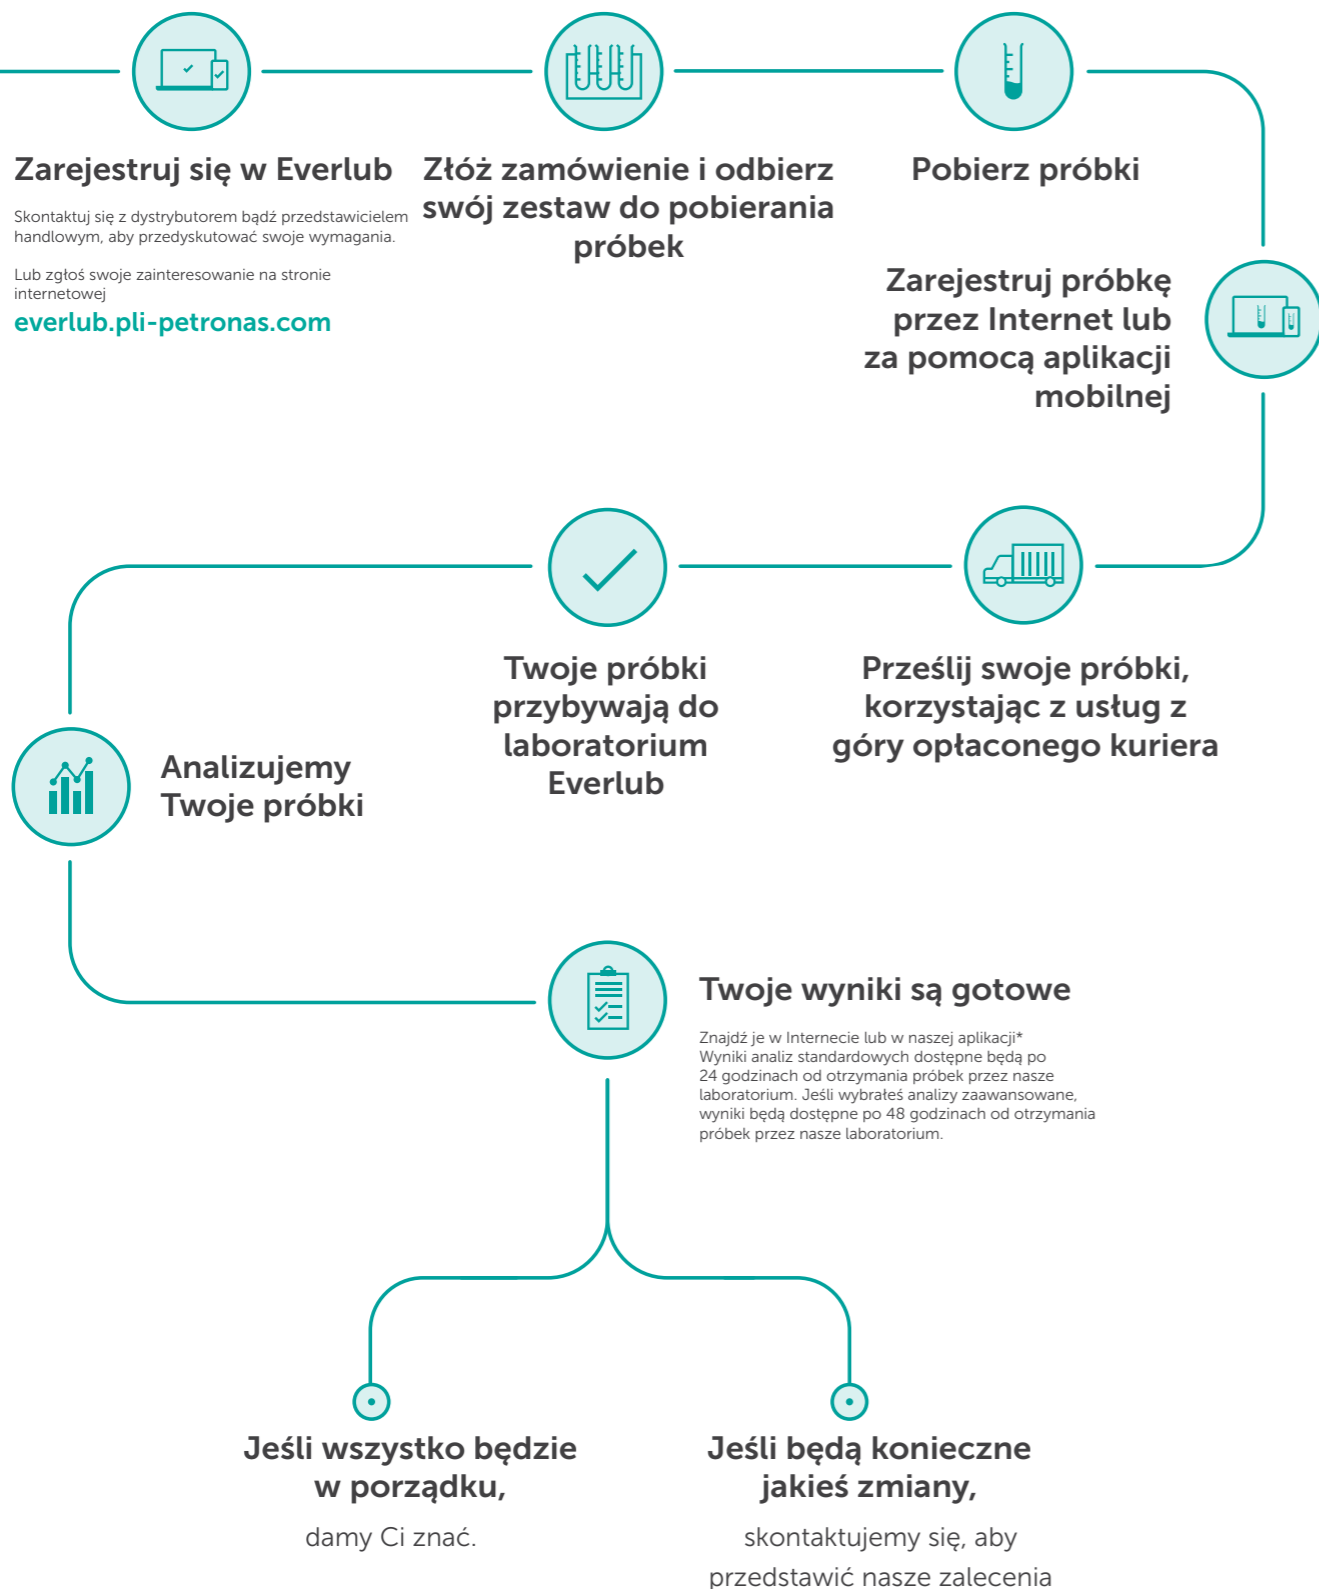 Zarejestruj się w Everlub
Skontaktuj się z dystrybutorem bądź przedstawicielem
handlowym, aby przedyskutować swoje wymagania.
Lub zgłoś swoje zainteresowanie na stronie
internetowej
everlub.pli-petronas.com
Złóż zamówienie i odbierz
swój zestaw do pobierania
próbek
Pobierz próbki
Zarejestruj próbkę
przez Internet lub
za pomocą aplikacji
mobilnej
Prześlij swoje próbki,
korzystając z usług z
góry opłaconego kuriera
Twoje próbki
przybywają do
laboratorium
Everlub
Analizujemy
Twoje próbki
Twoje wyniki są gotowe
Znajdź je w Internecie lub w naszej aplikacji*
Wyniki analiz standardowych dostępne będą po
24 godzinach od otrzymania próbek przez nasze
laboratorium. Jeśli wybrałeś analizy zaawansowane,
wyniki będą dostępne po 48 godzinach od otrzymania
próbek przez nasze laboratorium.
Jeśli wszystko będzie
w porządku,
damy Ci znać.
Jeśli będą konieczne
jakieś zmiany,
skontaktujemy się, aby
przedstawić nasze zalecenia